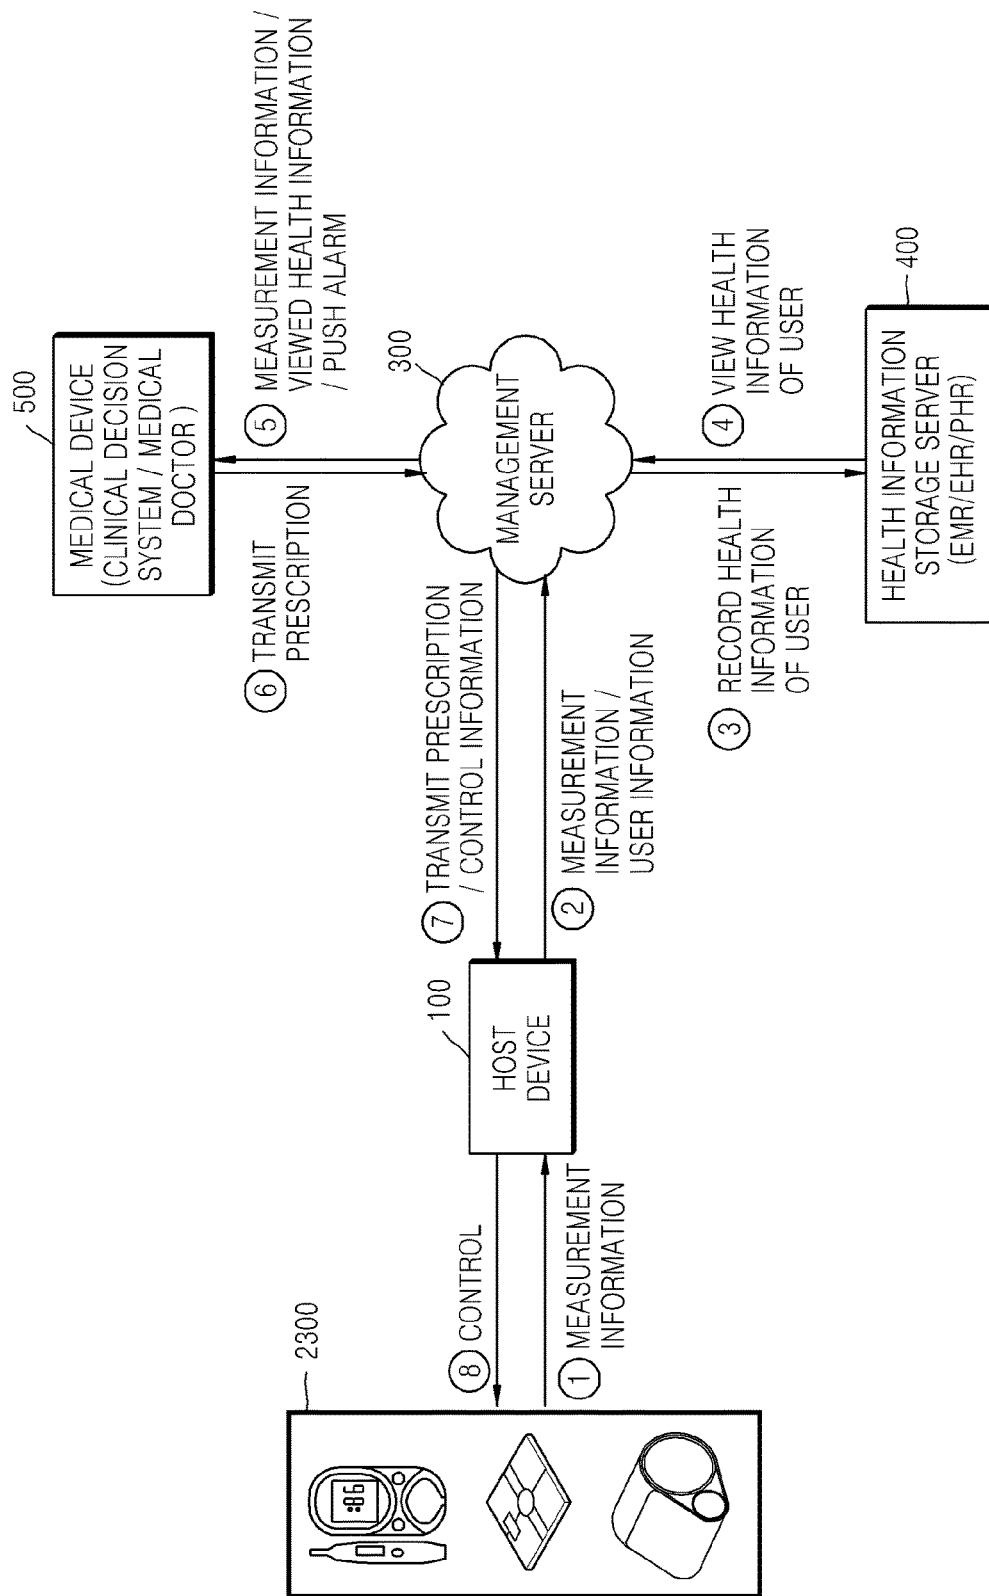 500
MEDICAL DEVICE
(CLINICAL DECISION
SYSTEM / MEDICAL
DOCTOR)
6 TRANSMIT
PRESCRIPTION
5 MEASUREMENT INFORMATION /
VIEWED HEALTH INFORMATION
/ PUSH ALARM
2300
:86
8 CONTROL
1 MEASUREMENT
INFORMATION
100
HOST
DEVICE
7 TRANSMIT PRESCRIPTION
/ CONTROL INFORMATION
2 MEASUREMENT
INFORMATION /
USER INFORMATION
300
MANAGEMENT
SERVER
3 RECORD HEALTH
INFORMATION
OF USER
4 VIEW HEALTH
INFORMATION
OF USER
400
HEALTH INFORMATION
STORAGE SERVER
(EMR/EHR/PHR)